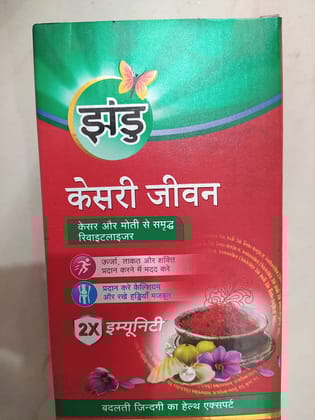 झंडु
केसरी जीवन
केसर और मोती से समृद्ध
रिवाइटलाइजर
ऊर्जा, ताकत और शक्ति
प्रदान करने में मदद करे
प्रदान करे कैल्शियम
और रखे हड्डियाँ मजबूत
2X इम्यूनिटी
बदलती ज़िन्दगी का हेल्थ एक्सपर्ट